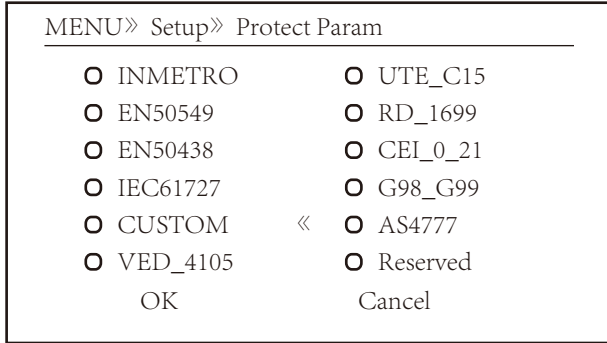 MENU》 Setup》 Protect Param
O INMETRO O UTE_C15
O EN50549 O RD_1699
O EN50438 O CEI_0_21
O IEC61727 O G98_G99
O CUSTOM 《 O AS4777
O VED_4105 O Reserved
OK Cancel